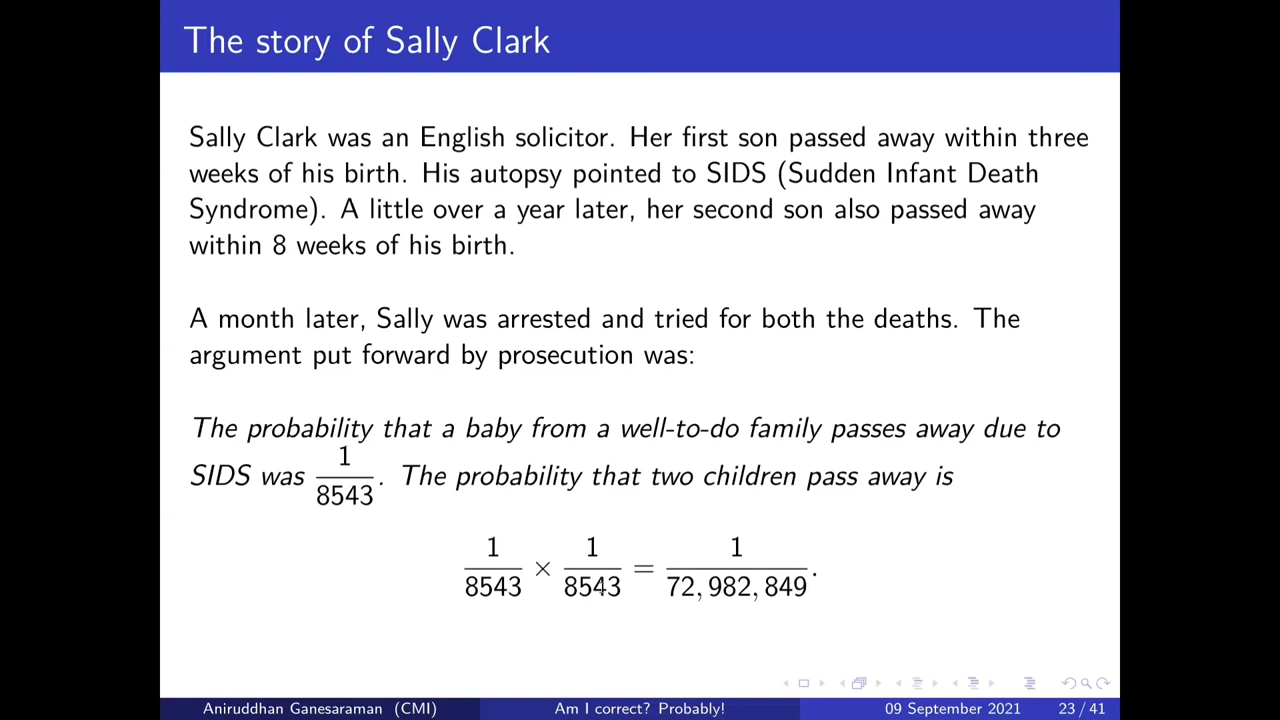 The story of Sally Clark
Sally Clark was an English solicitor. Her first son passed away within three
weeks of his birth. His autopsy pointed to SIDS (Sudden Infant Death
Syndrome). A little over a year later, her second son also passed away
within 8 weeks of his birth.
A month later, Sally was arrested and tried for both the deaths. The
argument put forward by prosecution was:
The probability that a baby from a well-to-do family passes away due to
SIDS was 1/8543. The probability that two children pass away is
1/8543 × 1/8543 = 1/72,982,849.
Aniruddhan Ganesaraman (CMI) Am I correct? Probably! 09 September 2021 23 / 41